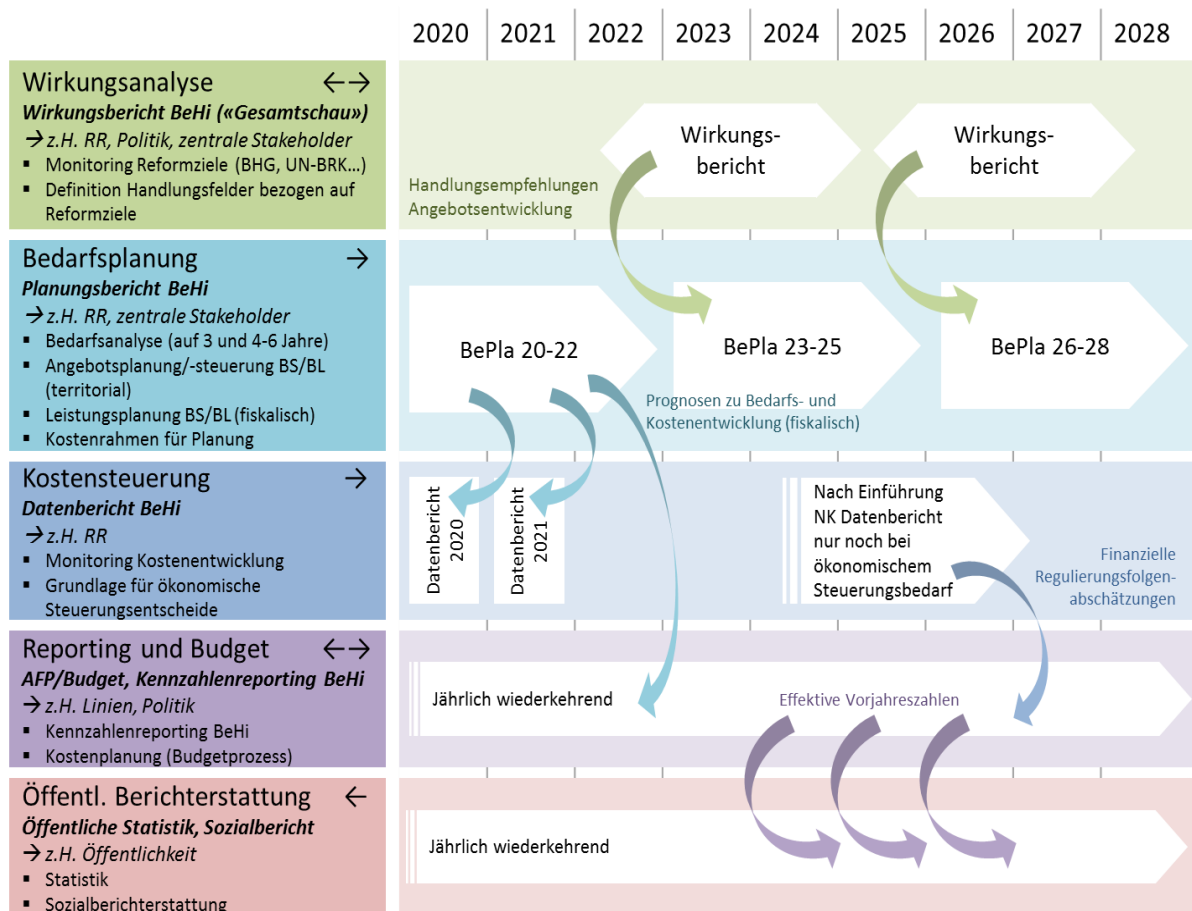 2020 2021 2022 2023 2024 2025 2026 2027 2028
Wirkungsanalyse ←→
Wirkungsbericht BeHi («Gesamtschau»)
→ z.H. RR, Politik, zentrale Stakeholder
▪ Monitoring Reformziele (BHG, UN-BRK…)
▪ Definition Handlungsfelder bezogen auf
Reformziele
Handlungsempfehlungen
Angebotsentwicklung
Wirkungs-
bericht
Wirkungs-
bericht
Bedarfsplanung →
Planungsbericht BeHi
→ z.H. RR, zentrale Stakeholder
▪ Bedarfsanalyse (auf 3 und 4-6 Jahre)
▪ Angebotsplanung/-steuerung BS/BL
(territorial)
▪ Leistungsplanung BS/BL (fiskalisch)
▪ Kostenrahmen für Planung
BePla 20-22
BePla 23-25
BePla 26-28
Prognosen zu Bedarfs- und
Kostenentwicklung (fiskalisch)
Kostensteuerung →
Datenbericht BeHi
→ z.H. RR
▪ Monitoring Kostenentwicklung
▪ Grundlage für ökonomische
Steuerungsentscheide
Datenbericht
2020
Datenbericht
2021
Nach Einführung
NK Datenbericht
nur noch bei
ökonomischem
Steuerungsbedarf
Finanzielle
Regulierungsfolgen-
abschätzungen
Reporting und Budget ←→
AFP/Budget, Kennzahlenreporting BeHi
→ z.H. Linien, Politik
▪ Kennzahlenreporting BeHi
▪ Kostenplanung (Budgetprozess)
Jährlich wiederkehrend
Effektive Vorjahreszahlen
Öffentl. Berichterstattung ←
Öffentliche Statistik, Sozialbericht
→ z.H. Öffentlichkeit
▪ Statistik
▪ Sozialberichterstattung
Jährlich wiederkehrend